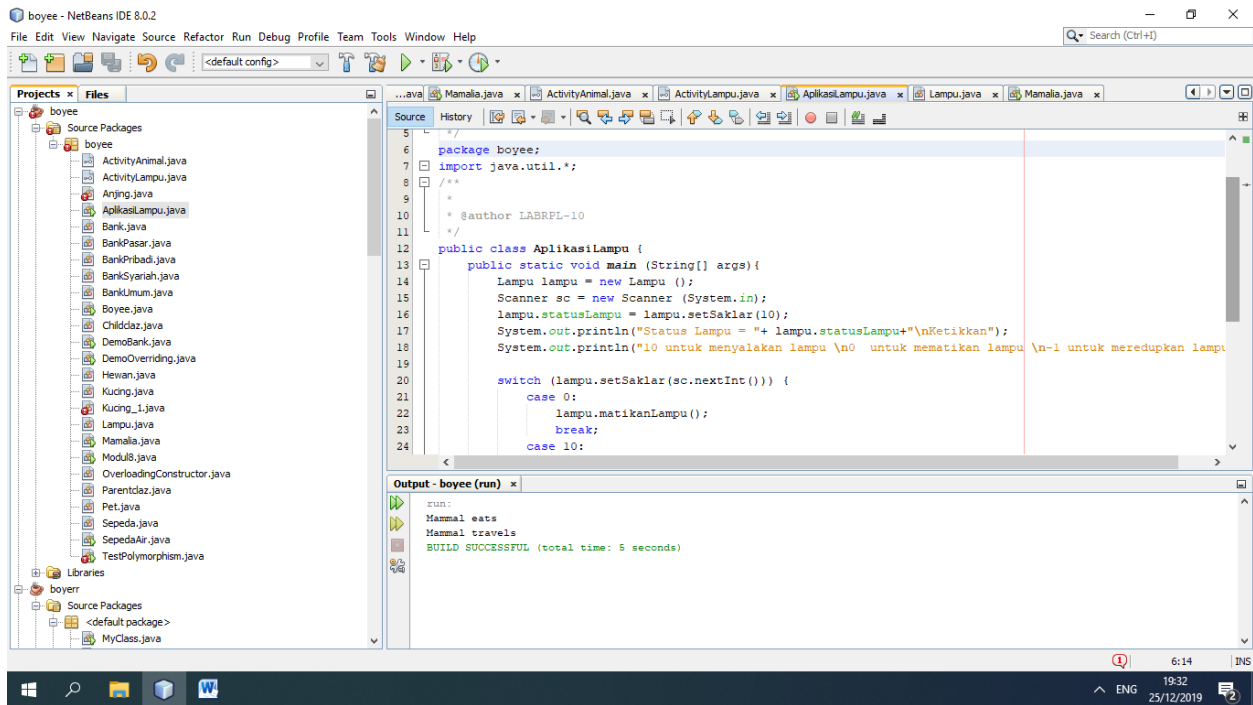 boyee - NetBeans IDE 8.0.2
File Edit View Navigate Source Refactor Run Debug Profile Team Tools Window Help
Search (Ctrl+I)
<default config>
Projects × Files
boyee
Source Packages
boyee
ActivityAnimal.java
ActivityLampu.java
Anjing.java
AplikasiLampu.java
Bank.java
BankPasar.java
BankPribadi.java
BankSyariah.java
BankUmum.java
Boyee.java
Childclaz.java
DemoBank.java
DemoOverriding.java
Hewan.java
Kucing.java
Kucing_1.java
Lampu.java
Mamalia.java
Modul8.java
OverloadingConstructor.java
Parentclaz.java
Pet.java
Sepeda.java
SepedaAir.java
TestPolymorphism.java
Libraries
boyerr
Source Packages
<default package>
MyClass.java
...ava Mamalia.java × ActivityAnimal.java × ActivityLampu.java × AplikasiLampu.java × Lampu.java × Mamalia.java ×
Source History
5 */
6 package boyee;
7 import java.util.*;
8 /**
9 *
10 * @author LABRPL-10
11 */
12 public class AplikasiLampu {
13 public static void main (String[] args){
14 Lampu lampu = new Lampu ();
15 Scanner sc = new Scanner (System.in);
16 lampu.statusLampu = lampu.setSaklar(10);
17 System.out.println("Status Lampu = "+ lampu.statusLampu+"\nKetikkan");
18 System.out.println("10 untuk menyalakan lampu \n0  untuk mematikan lampu \n-1 untuk meredupkan lampu
19
20 switch (lampu.setSaklar(sc.nextInt())) {
21 case 0:
22 lampu.matikanLampu();
23 break;
24 case 10:
Output - boyee (run) ×
run:
Mammal eats
Mammal travels
BUILD SUCCESSFUL (total time: 5 seconds)
1 6:14 INS
ENG 19:32
25/12/2019
2